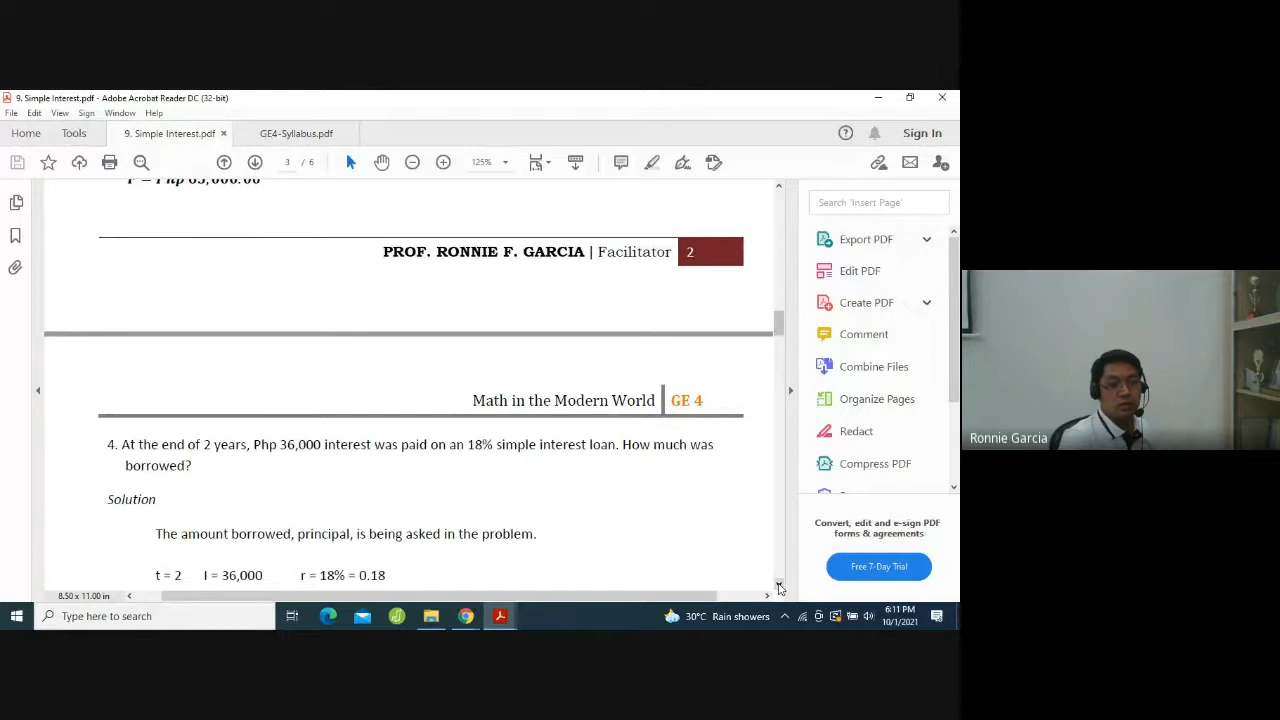 9. Simple Interest.pdf - Adobe Acrobat Reader DC (32-bit)
File Edit View Sign Window Help
Home Tools 9. Simple Interest.pdf × GE4-Syllabus.pdf Sign In
3 / 6 125%
PROF. RONNIE F. GARCIA | Facilitator 2
Math in the Modern World GE 4
4. At the end of 2 years, Php 36,000 interest was paid on an 18% simple interest loan. How much was
borrowed?
Solution
The amount borrowed, principal, is being asked in the problem.
t = 2 I = 36,000 r = 18% = 0.18
8.50 x 11.00 in
Search 'Insert Page'
Export PDF
Edit PDF
Create PDF
Comment
Combine Files
Organize Pages
Redact
Compress PDF
Convert, edit and e-sign PDF
forms & agreements
Free 7-Day Trial
Type here to search
30°C Rain showers
6:11 PM
10/1/2021
Ronnie Garcia